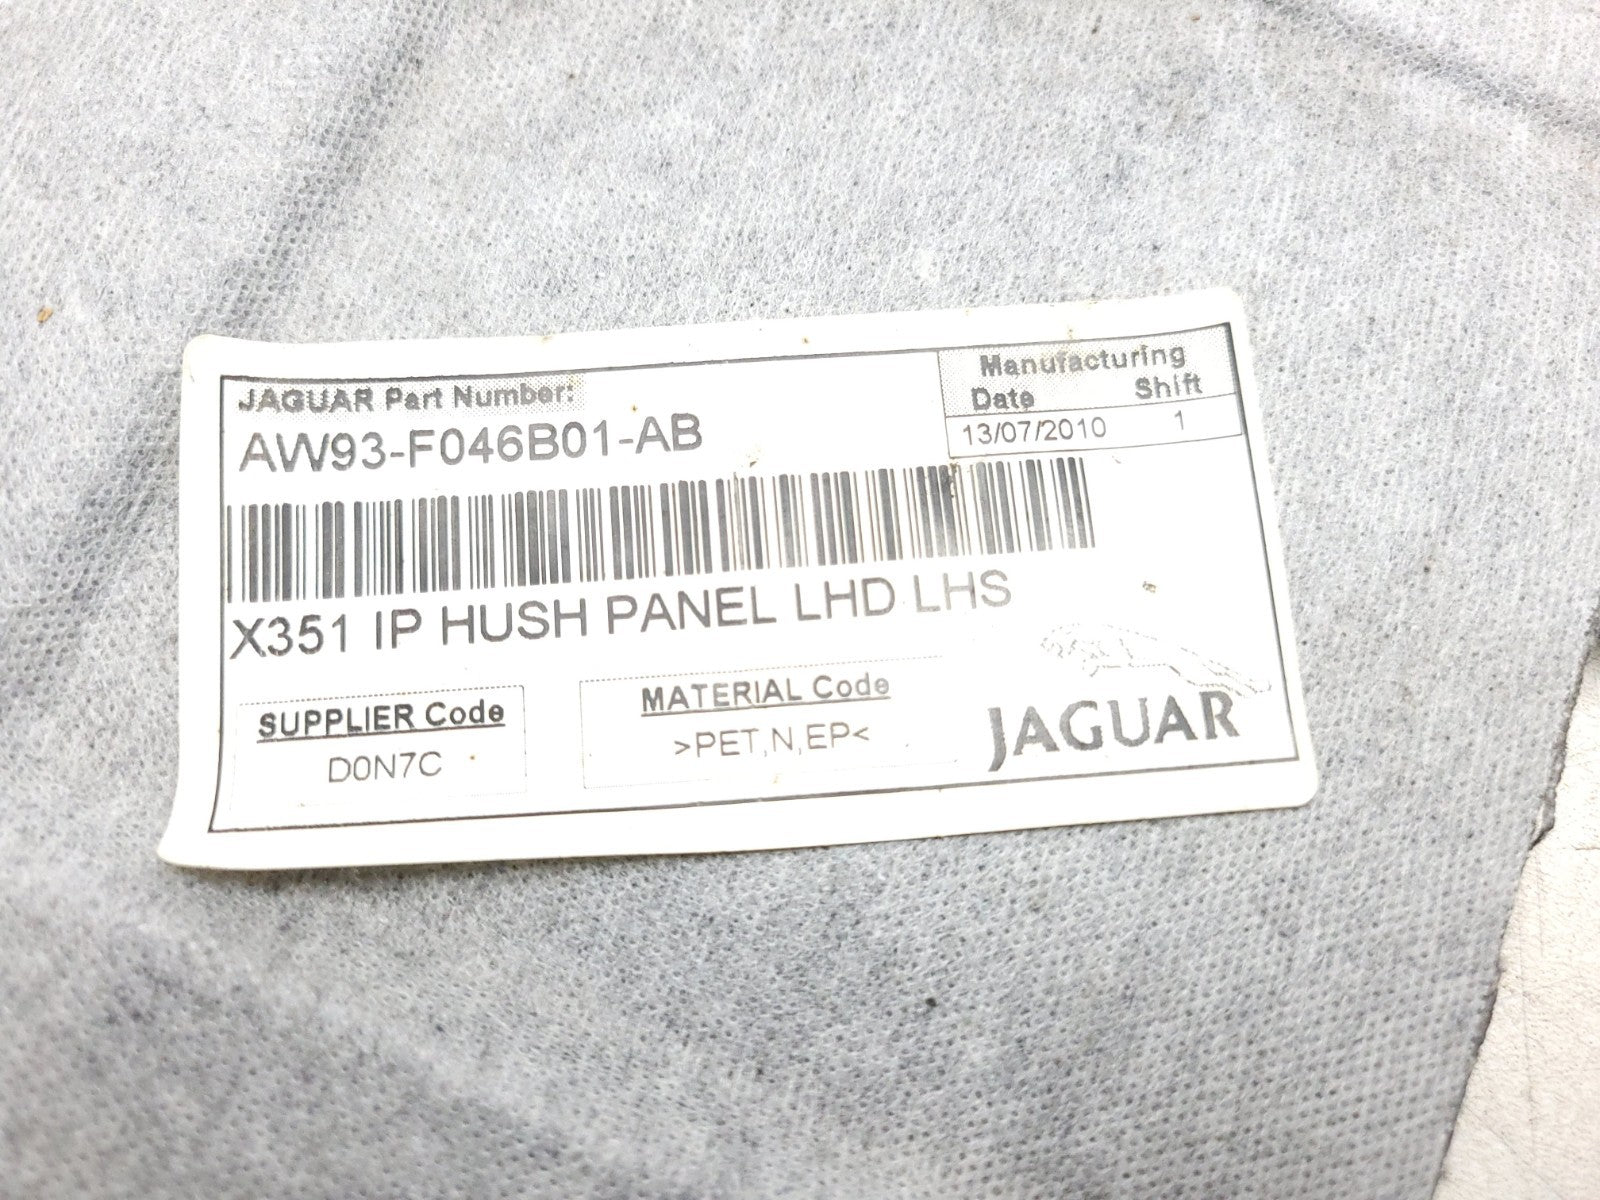 JAGUAR Part Number:
AW93-F046B01-AB
Manufacturing
Date Shift
13/07/2010 1
X351 IP HUSH PANEL LHD LHS
SUPPLIER Code
D0N7C
MATERIAL Code
>PET,N,EP<
JAGUAR